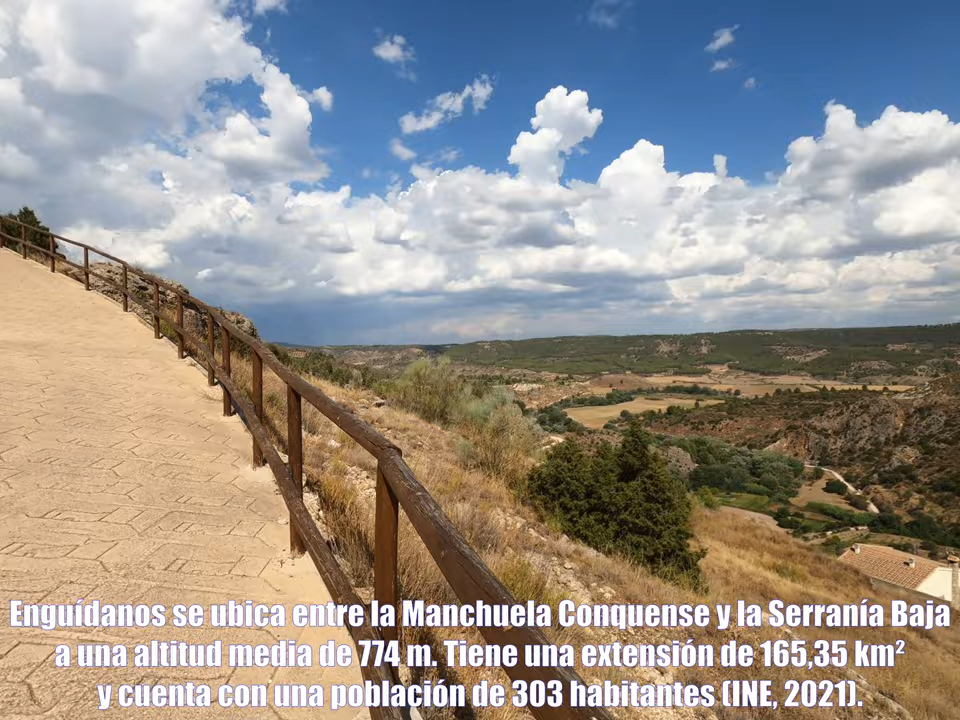 Enguídanos se ubica entre la Manchuela Conquense y la Serranía Baja
a una altitud media de 774 m. Tiene una extensión de 165,35 km²
y cuenta con una población de 303 habitantes (INE, 2021).